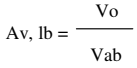 Av, lb = Vo
Vab